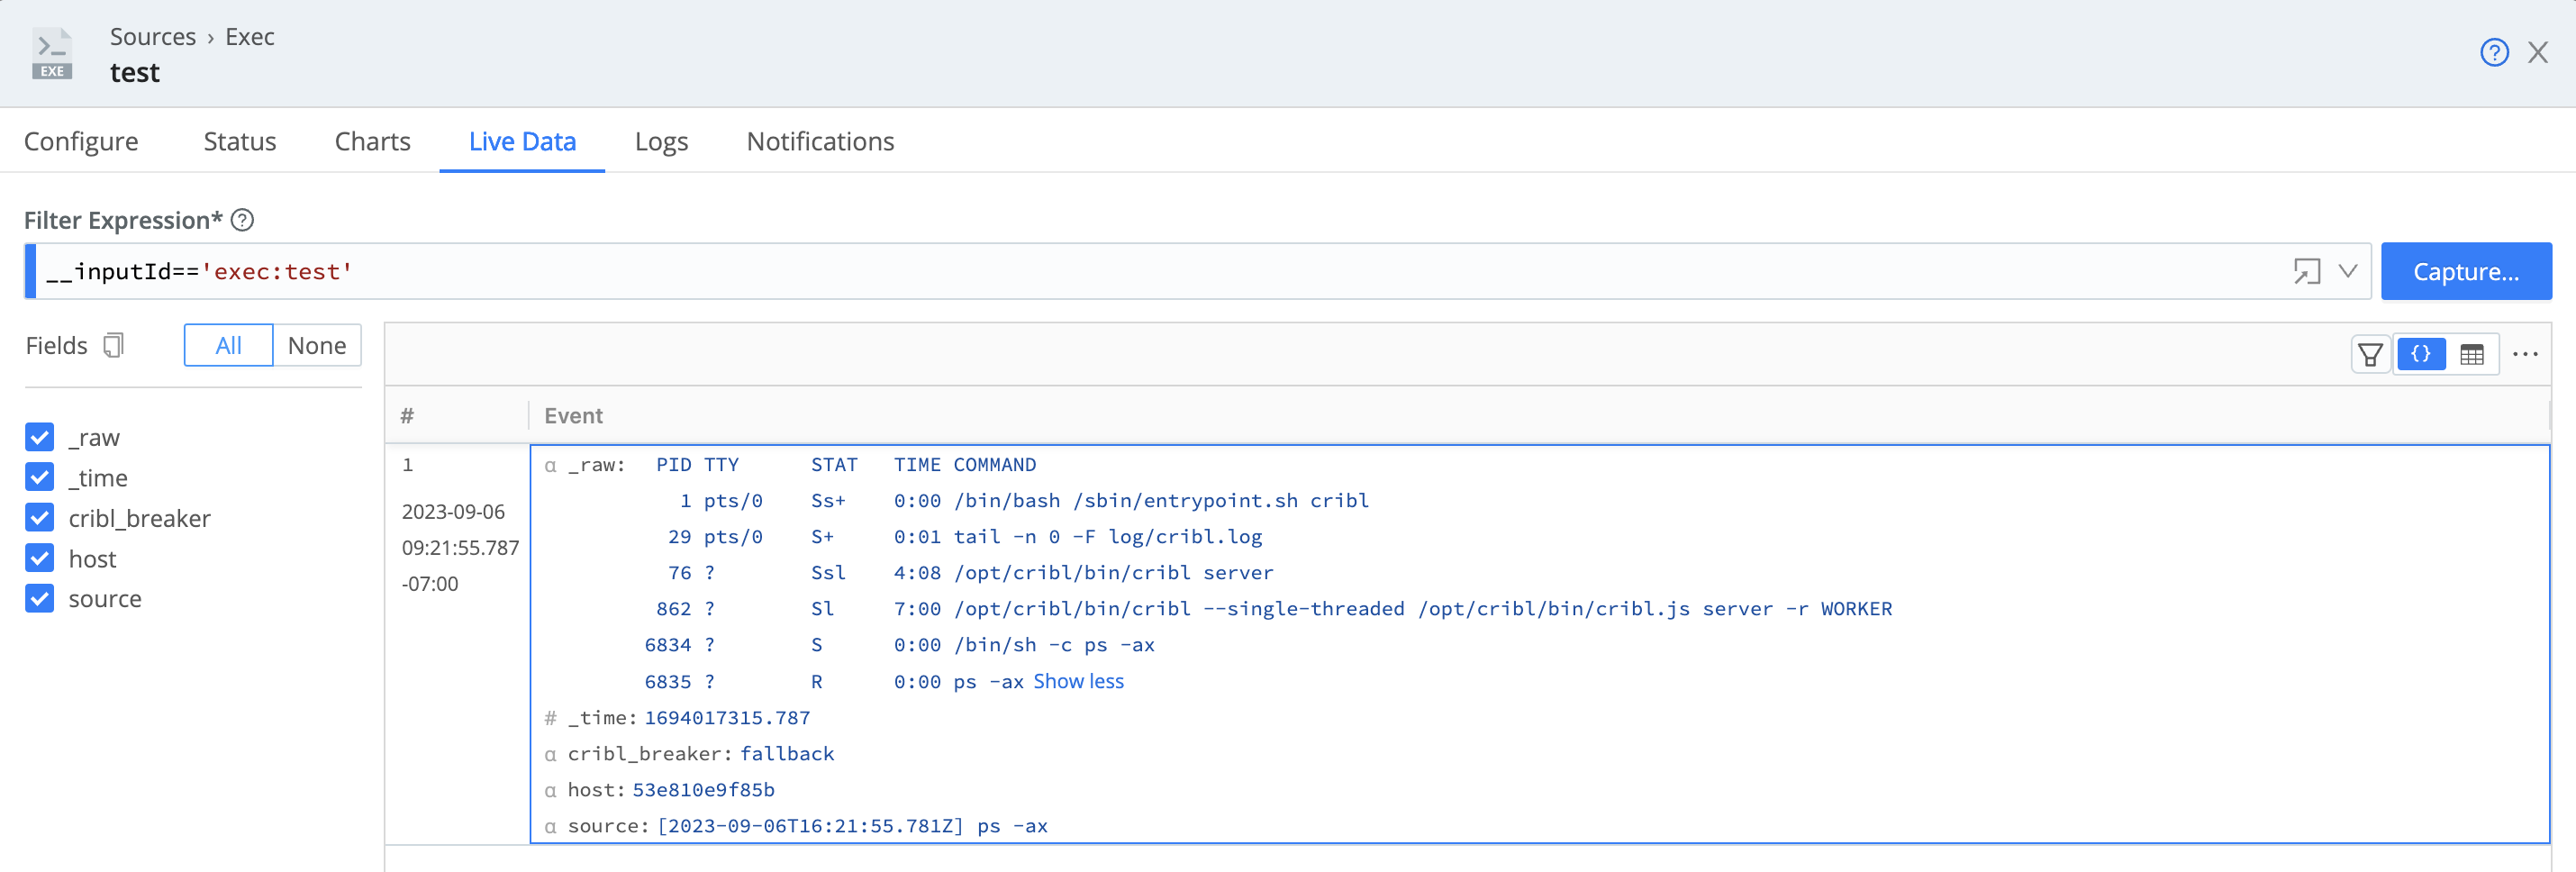 Sources › Exec
EXE
test
Configure Status Charts Live Data Logs Notifications
Filter Expression*
__inputId=='exec:test'
Capture...
Fields All None
_raw
_time
cribl_breaker
host
source
# Event
1
2023-09-06
09:21:55.787
-07:00
α _raw: PID TTY STAT TIME COMMAND
1 pts/0 Ss+ 0:00 /bin/bash /sbin/entrypoint.sh cribl
29 pts/0 S+ 0:01 tail -n 0 -F log/cribl.log
76 ? Ssl 4:08 /opt/cribl/bin/cribl server
862 ? Sl 7:00 /opt/cribl/bin/cribl --single-threaded /opt/cribl/bin/cribl.js server -r WORKER
6834 ? S 0:00 /bin/sh -c ps -ax
6835 ? R 0:00 ps -ax Show less
# _time: 1694017315.787
α cribl_breaker: fallback
α host: 53e810e9f85b
α source: [2023-09-06T16:21:55.781Z] ps -ax